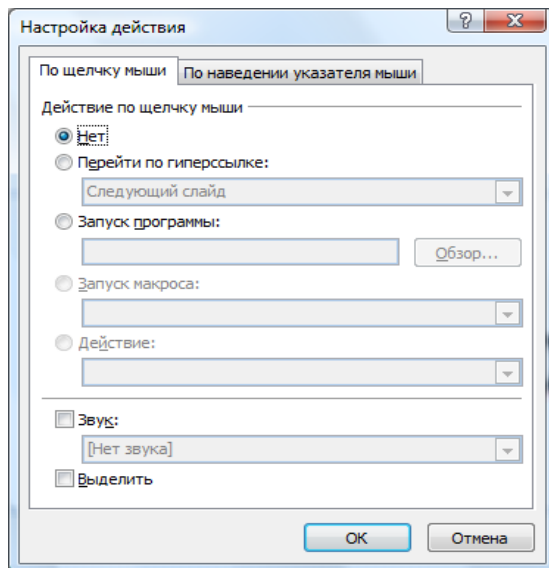 Настройка действия
По щелчку мыши По наведении указателя мыши
Действие по щелчку мыши
Нет
Перейти по гиперссылке:
Следующий слайд
Запуск программы:
Обзор...
Запуск макроса:
Действие:
Звук:
[Нет звука]
Выделить
ОК Отмена